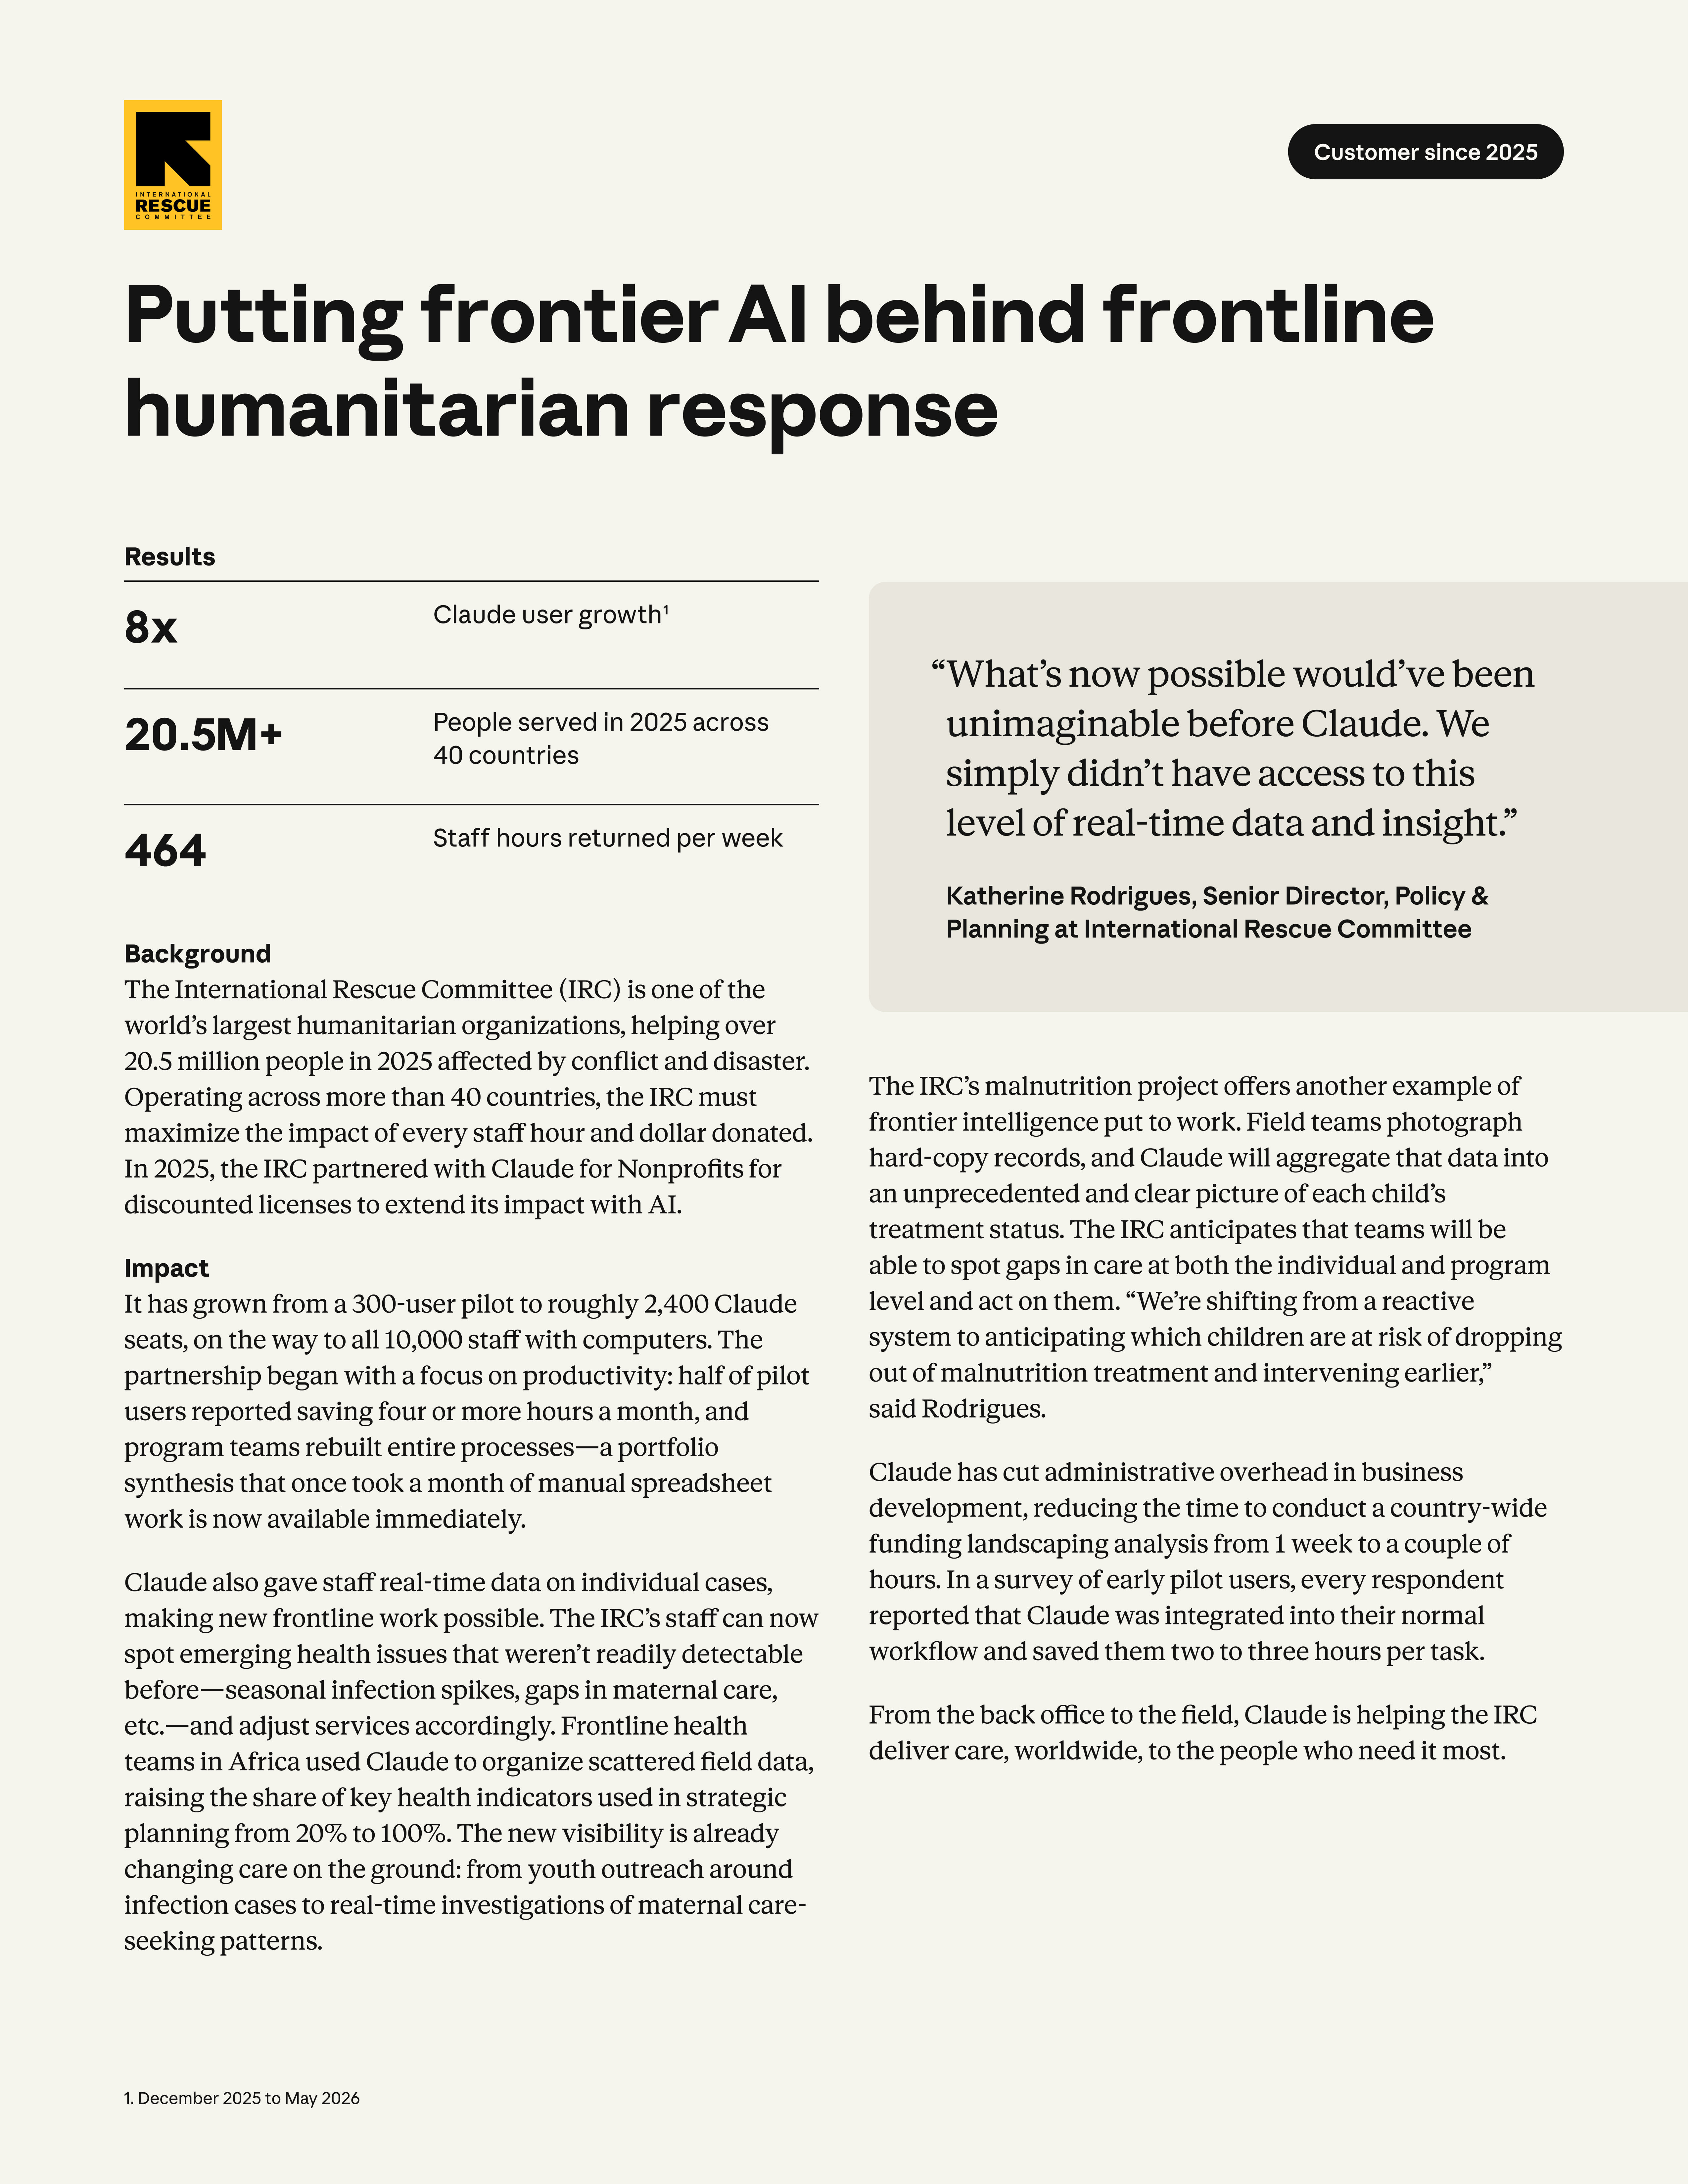 INTERNATIONAL
RESCUE
COMMITTEE
Customer since 2025
Putting frontier AI behind frontline
humanitarian response
Results
8x
Claude user growth¹
20.5M+
People served in 2025 across
40 countries
464
Staff hours returned per week
Background
The International Rescue Committee (IRC) is one of the
world’s largest humanitarian organizations, helping over
20.5 million people in 2025 affected by conflict and disaster.
Operating across more than 40 countries, the IRC must
maximize the impact of every staff hour and dollar donated.
In 2025, the IRC partnered with Claude for Nonprofits for
discounted licenses to extend its impact with AI.
Impact
It has grown from a 300-user pilot to roughly 2,400 Claude
seats, on the way to all 10,000 staff with computers. The
partnership began with a focus on productivity: half of pilot
users reported saving four or more hours a month, and
program teams rebuilt entire processes—a portfolio
synthesis that once took a month of manual spreadsheet
work is now available immediately.
Claude also gave staff real-time data on individual cases,
making new frontline work possible. The IRC’s staff can now
spot emerging health issues that weren’t readily detectable
before—seasonal infection spikes, gaps in maternal care,
etc.—and adjust services accordingly. Frontline health
teams in Africa used Claude to organize scattered field data,
raising the share of key health indicators used in strategic
planning from 20% to 100%. The new visibility is already
changing care on the ground: from youth outreach around
infection cases to real-time investigations of maternal care-
seeking patterns.
“What’s now possible would’ve been
unimaginable before Claude. We
simply didn’t have access to this
level of real-time data and insight.”
Katherine Rodrigues, Senior Director, Policy &
Planning at International Rescue Committee
The IRC’s malnutrition project offers another example of
frontier intelligence put to work. Field teams photograph
hard-copy records, and Claude will aggregate that data into
an unprecedented and clear picture of each child’s
treatment status. The IRC anticipates that teams will be
able to spot gaps in care at both the individual and program
level and act on them. “We’re shifting from a reactive
system to anticipating which children are at risk of dropping
out of malnutrition treatment and intervening earlier,”
said Rodrigues.
Claude has cut administrative overhead in business
development, reducing the time to conduct a country-wide
funding landscaping analysis from 1 week to a couple of
hours. In a survey of early pilot users, every respondent
reported that Claude was integrated into their normal
workflow and saved them two to three hours per task.
From the back office to the field, Claude is helping the IRC
deliver care, worldwide, to the people who need it most.
1. December 2025 to May 2026